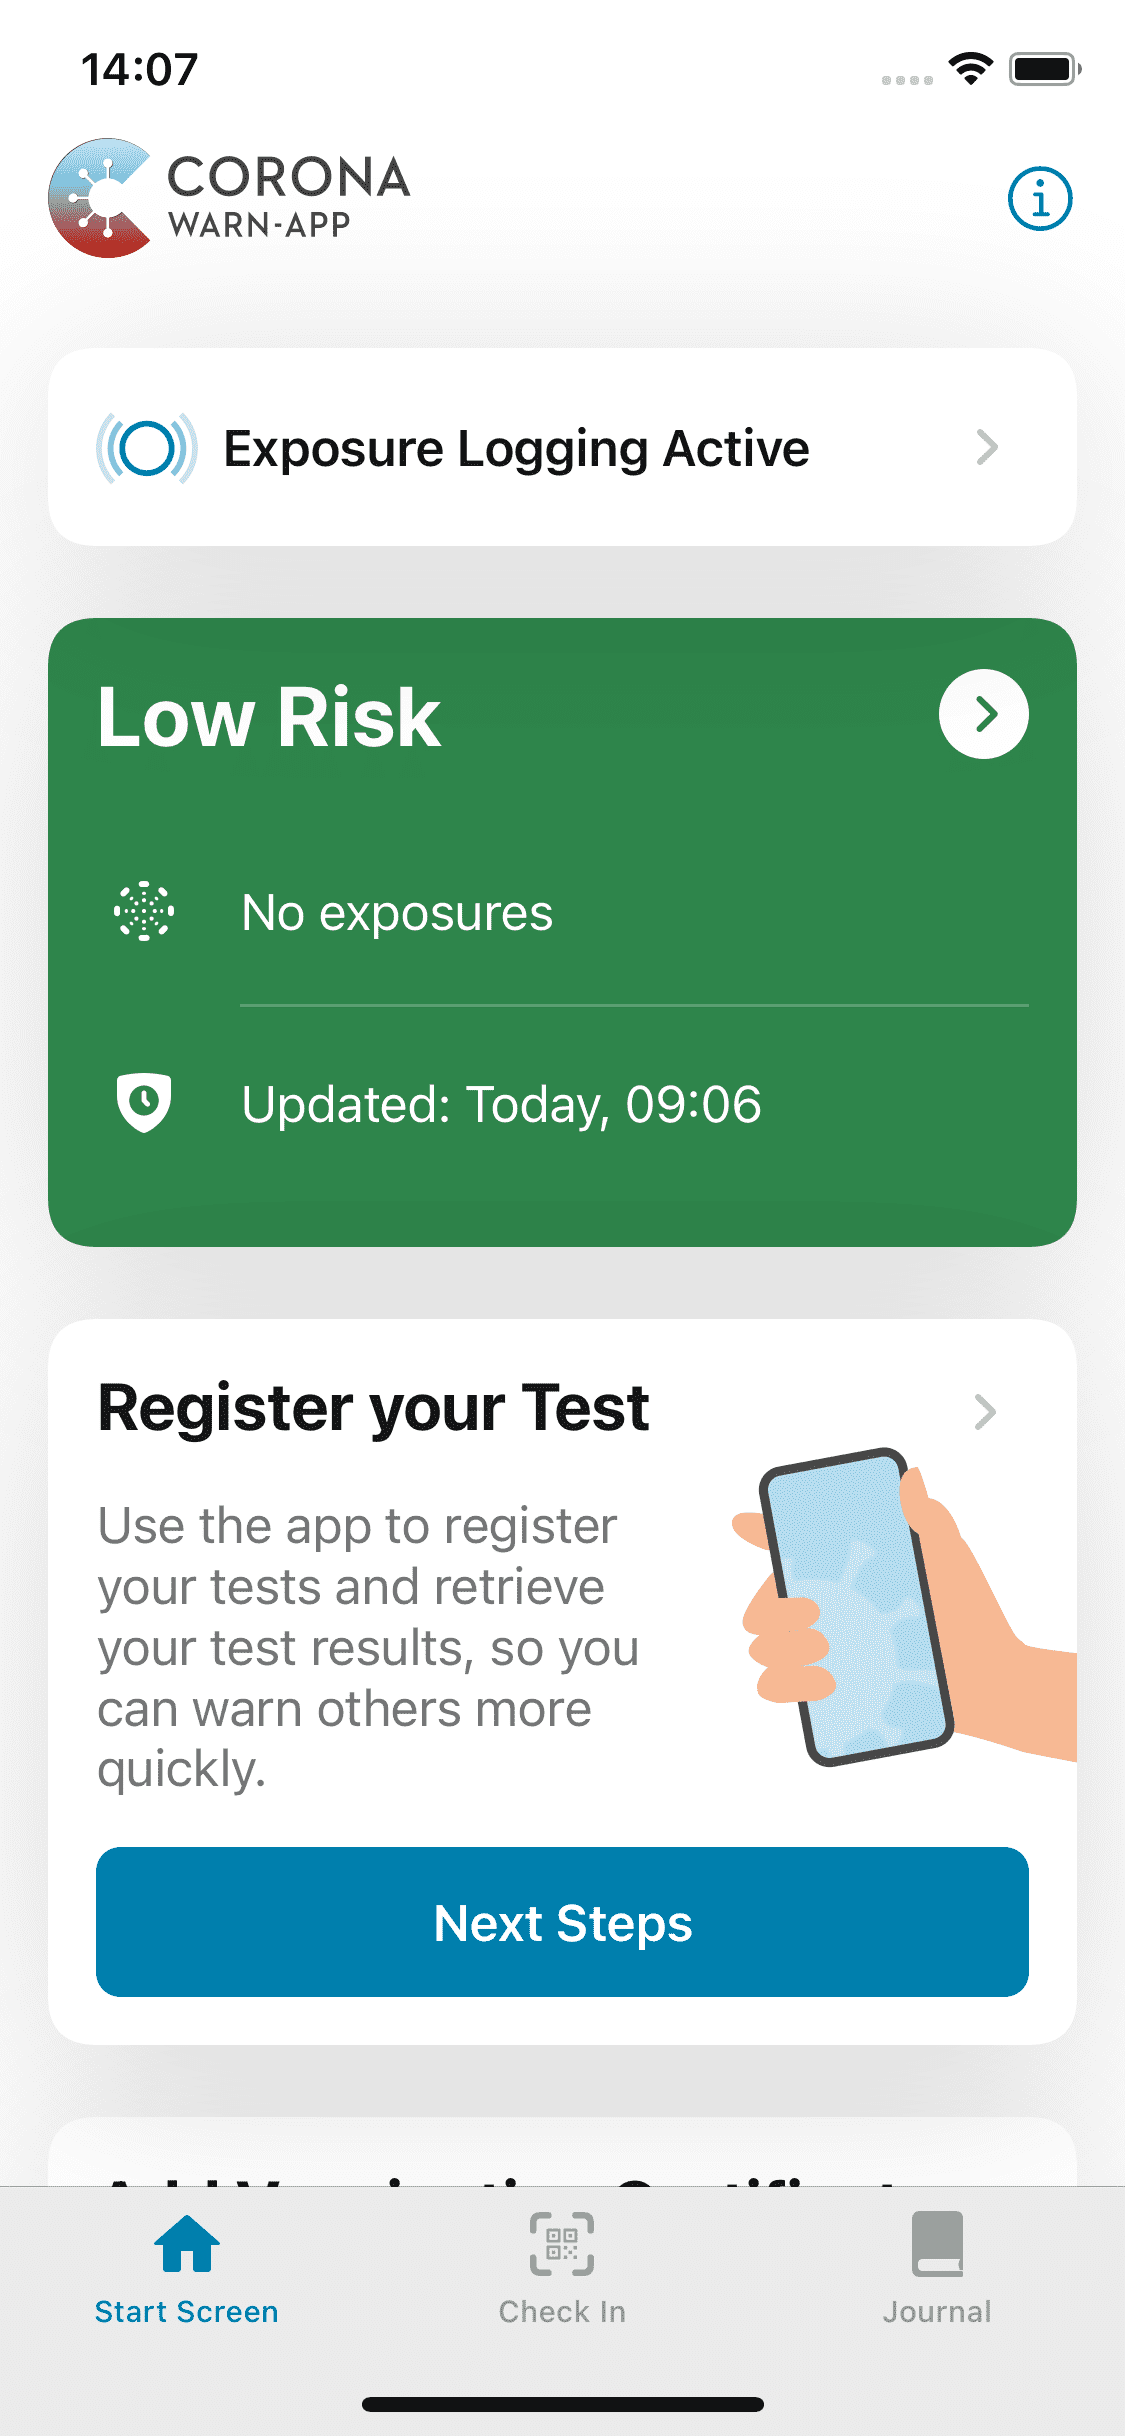 14:07
CORONA
WARN-APP
Exposure Logging Active
Low Risk
No exposures
Updated: Today, 09:06
Register your Test
Use the app to register
your tests and retrieve
your test results, so you
can warn others more
quickly.
Next Steps
Start Screen
Check In
Journal